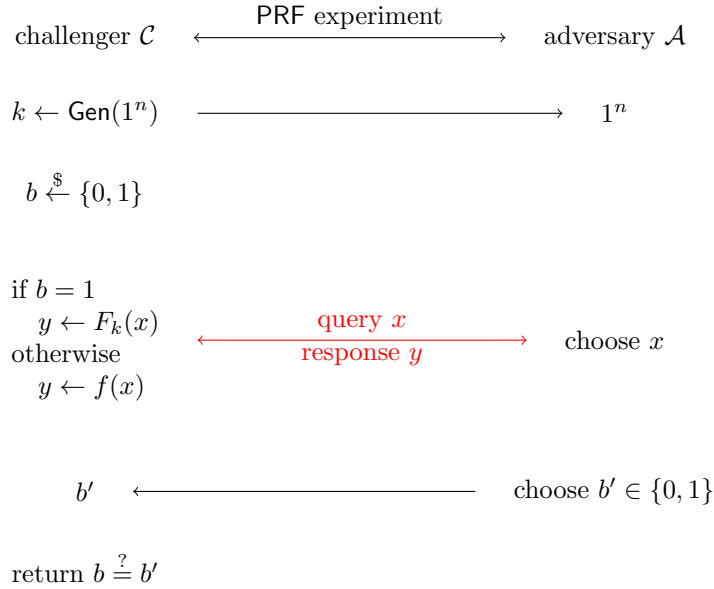 PRF experiment
challenger 𝒞
adversary 𝒜
k ← Gen(1ⁿ)
1ⁿ
b $← {0, 1}
if b = 1
y ← Fₖ(x)
otherwise
y ← f(x)
query x
response y
choose x
b′
choose b′ ∈ {0, 1}
return b ≟ b′